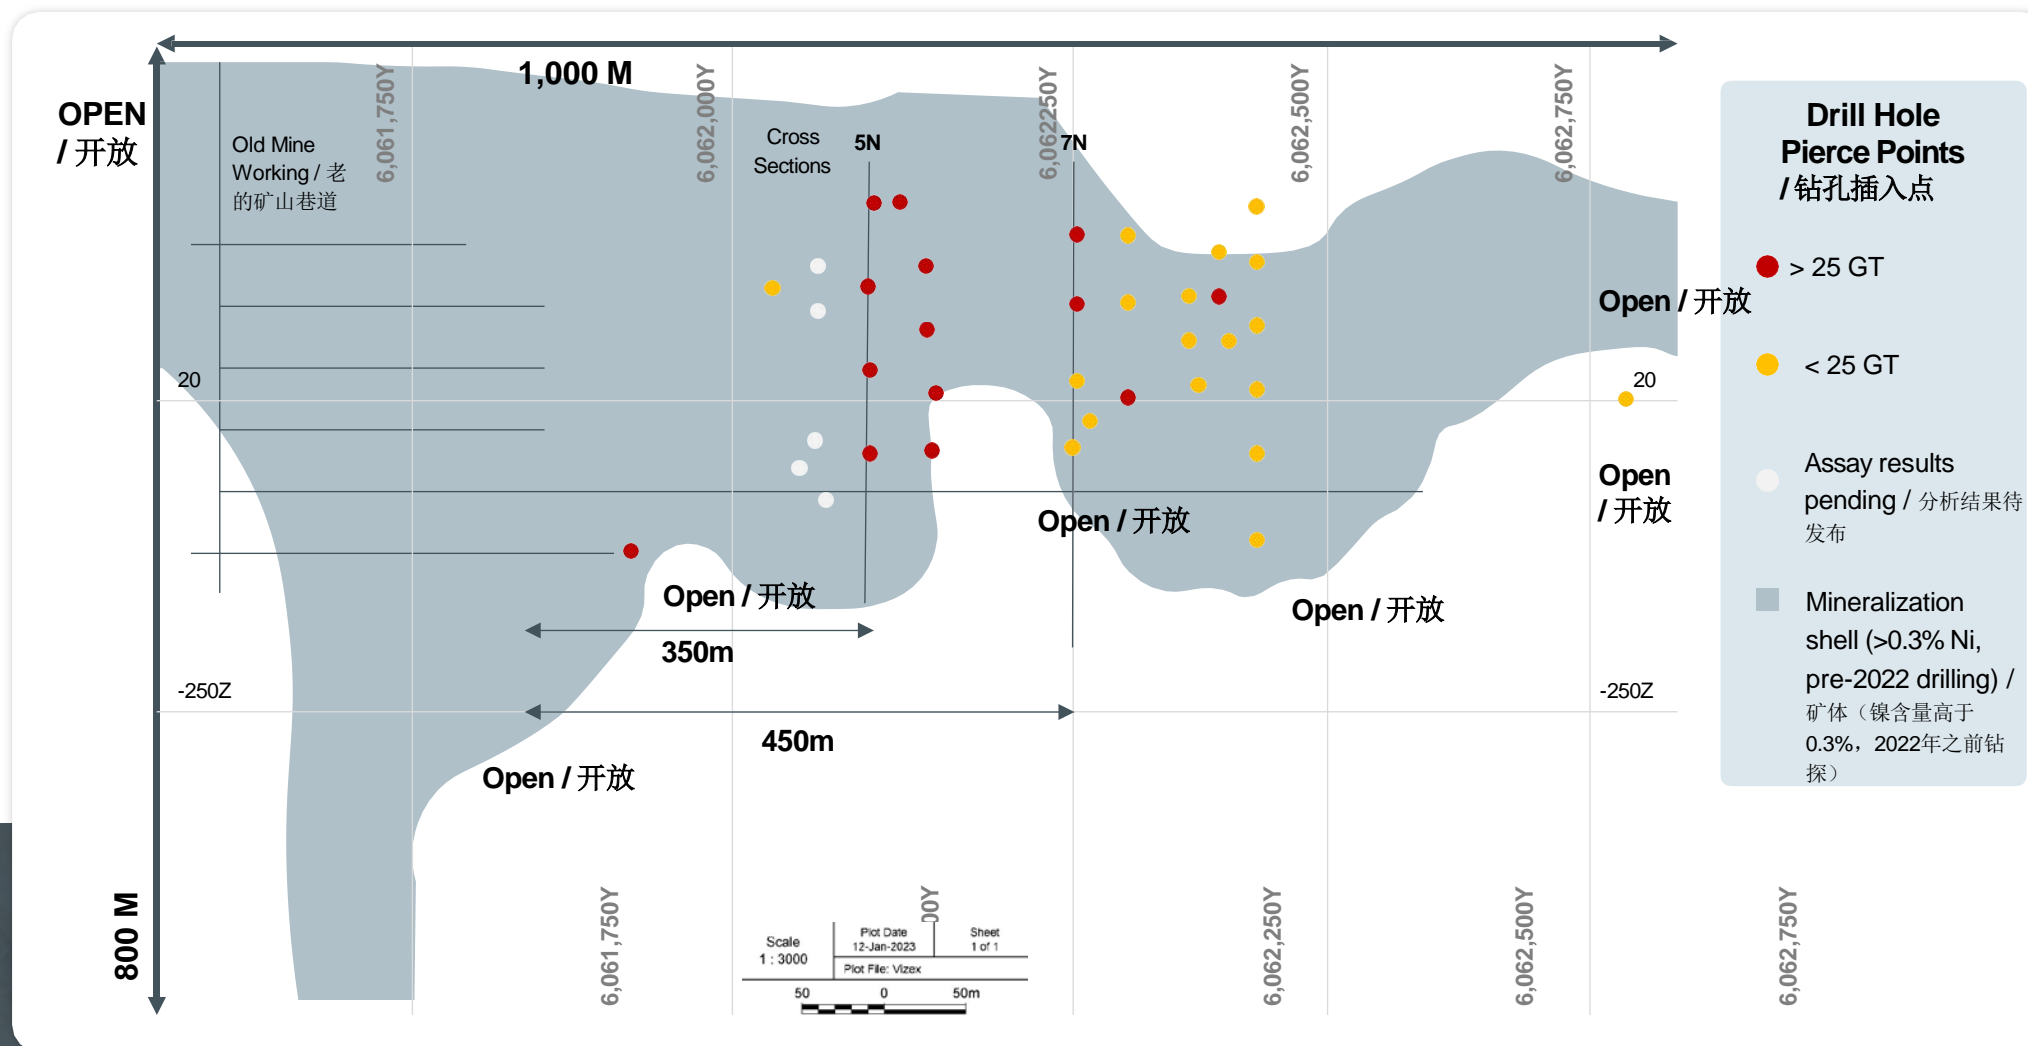 1,000 M
OPEN
/ 开放
6,061,750Y
6,062,000Y
6,062250Y
6,062,500Y
6,062,750Y
Old Mine
Working / 老
的矿山巷道
Cross
Sections
5N
7N
20
20
Open / 开放
Open
/ 开放
Open / 开放
Open / 开放
Open / 开放
350m
-250Z
-250Z
450m
Open / 开放
800 M
6,061,750Y
00Y
6,062,250Y
6,062,500Y
6,062,750Y
Scale
1 : 3000
Plot Date
12-Jan-2023
Sheet
1 of 1
Plot File: Vizex
50 0 50m
Drill Hole
Pierce Points
/ 钻孔插入点
> 25 GT
< 25 GT
Assay results
pending / 分析结果待
发布
Mineralization
shell (>0.3% Ni,
pre-2022 drilling) /
矿体（镍含量高于
0.3%，2022年之前钻
探）